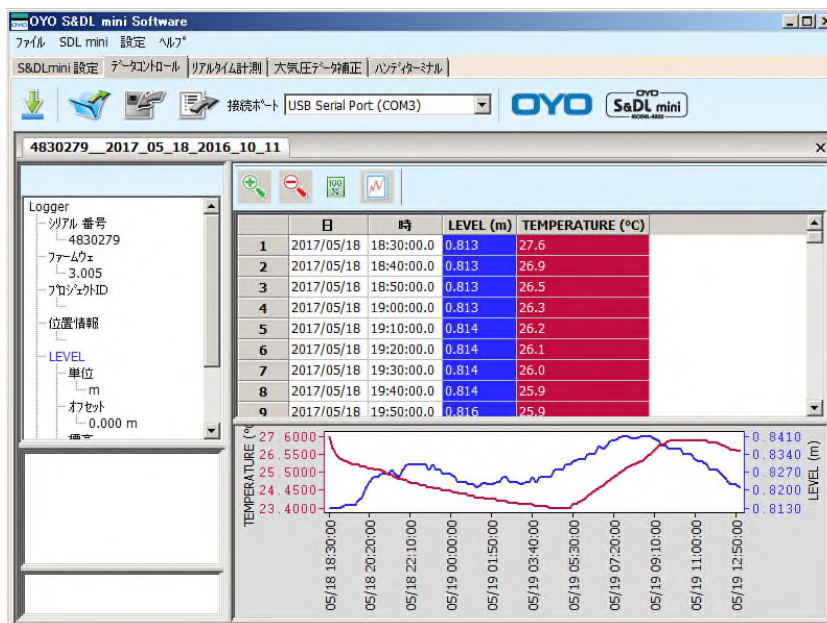 OYO S&DL mini Software
ファイル SDL mini 設定 ヘルプ
S&DLmini 設定 データコントロール リアルタイム計測 大気圧データ補正 ハンディターミナル
接続ポート USB Serial Port (COM3) OYO OYO S&DL mini MODEL-4800
4830279__2017_05_18_2016_10_11
Logger
シリアル 番号
4830279
ファームウェ
3.005
プロジェクトID
位置情報
LEVEL
単位
m
オフセット
0.000 m
標高
100 %
日 時 LEVEL (m) TEMPERATURE (°C)
1 2017/05/18 18:30:00.0 0.813 27.6
2 2017/05/18 18:40:00.0 0.813 26.9
3 2017/05/18 18:50:00.0 0.813 26.5
4 2017/05/18 19:00:00.0 0.813 26.3
5 2017/05/18 19:10:00.0 0.814 26.2
6 2017/05/18 19:20:00.0 0.814 26.1
7 2017/05/18 19:30:00.0 0.814 26.0
8 2017/05/18 19:40:00.0 0.814 25.9
9 2017/05/18 19:50:00.0 0.816 25.9
TEMPERATURE (°C
27.6000
26.5500
25.5000
24.4500
23.4000
0.8410
0.8340
0.8270
0.8200
0.8130
LEVEL (m)
05/18 18:30:00
05/18 20:20:00
05/18 22:10:00
05/19 00:00:00
05/19 01:50:00
05/19 03:40:00
05/19 05:30:00
05/19 07:20:00
05/19 09:10:00
05/19 11:00:00
05/19 12:50:00